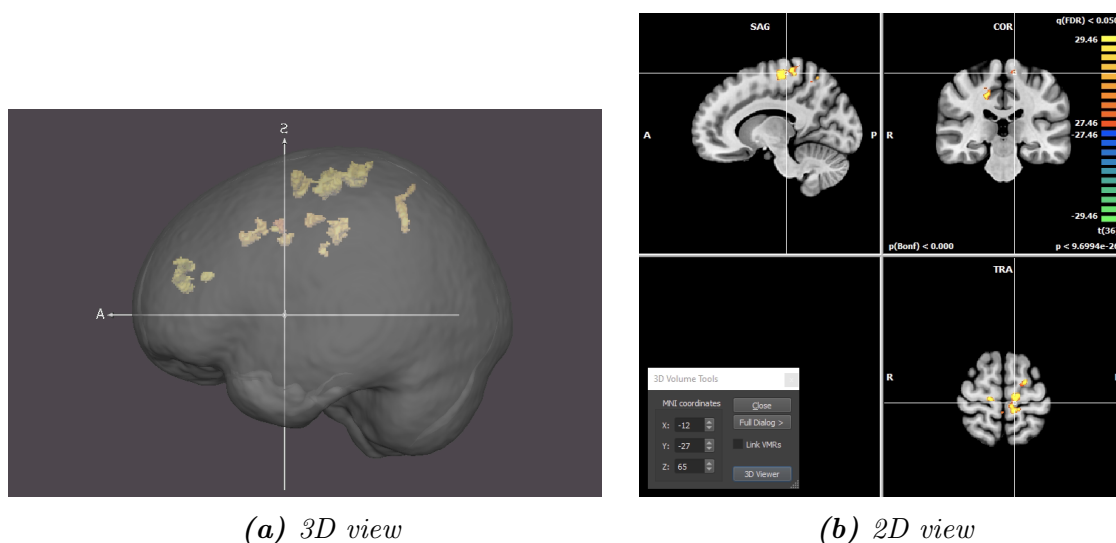 S
A
(a) 3D view
SAG
COR
q(FDR) < 0.050
29.46
A
P
R
27.46
-27.46
-29.46
t(36
p(Bonf) < 0.000
p < 9.6994e-26
TRA
R
3D Volume Tools
MNI coordinates
X: -12
Y: -27
Z: 65
Close
Full Dialog >
Link VMRs
3D Viewer
(b) 2D view